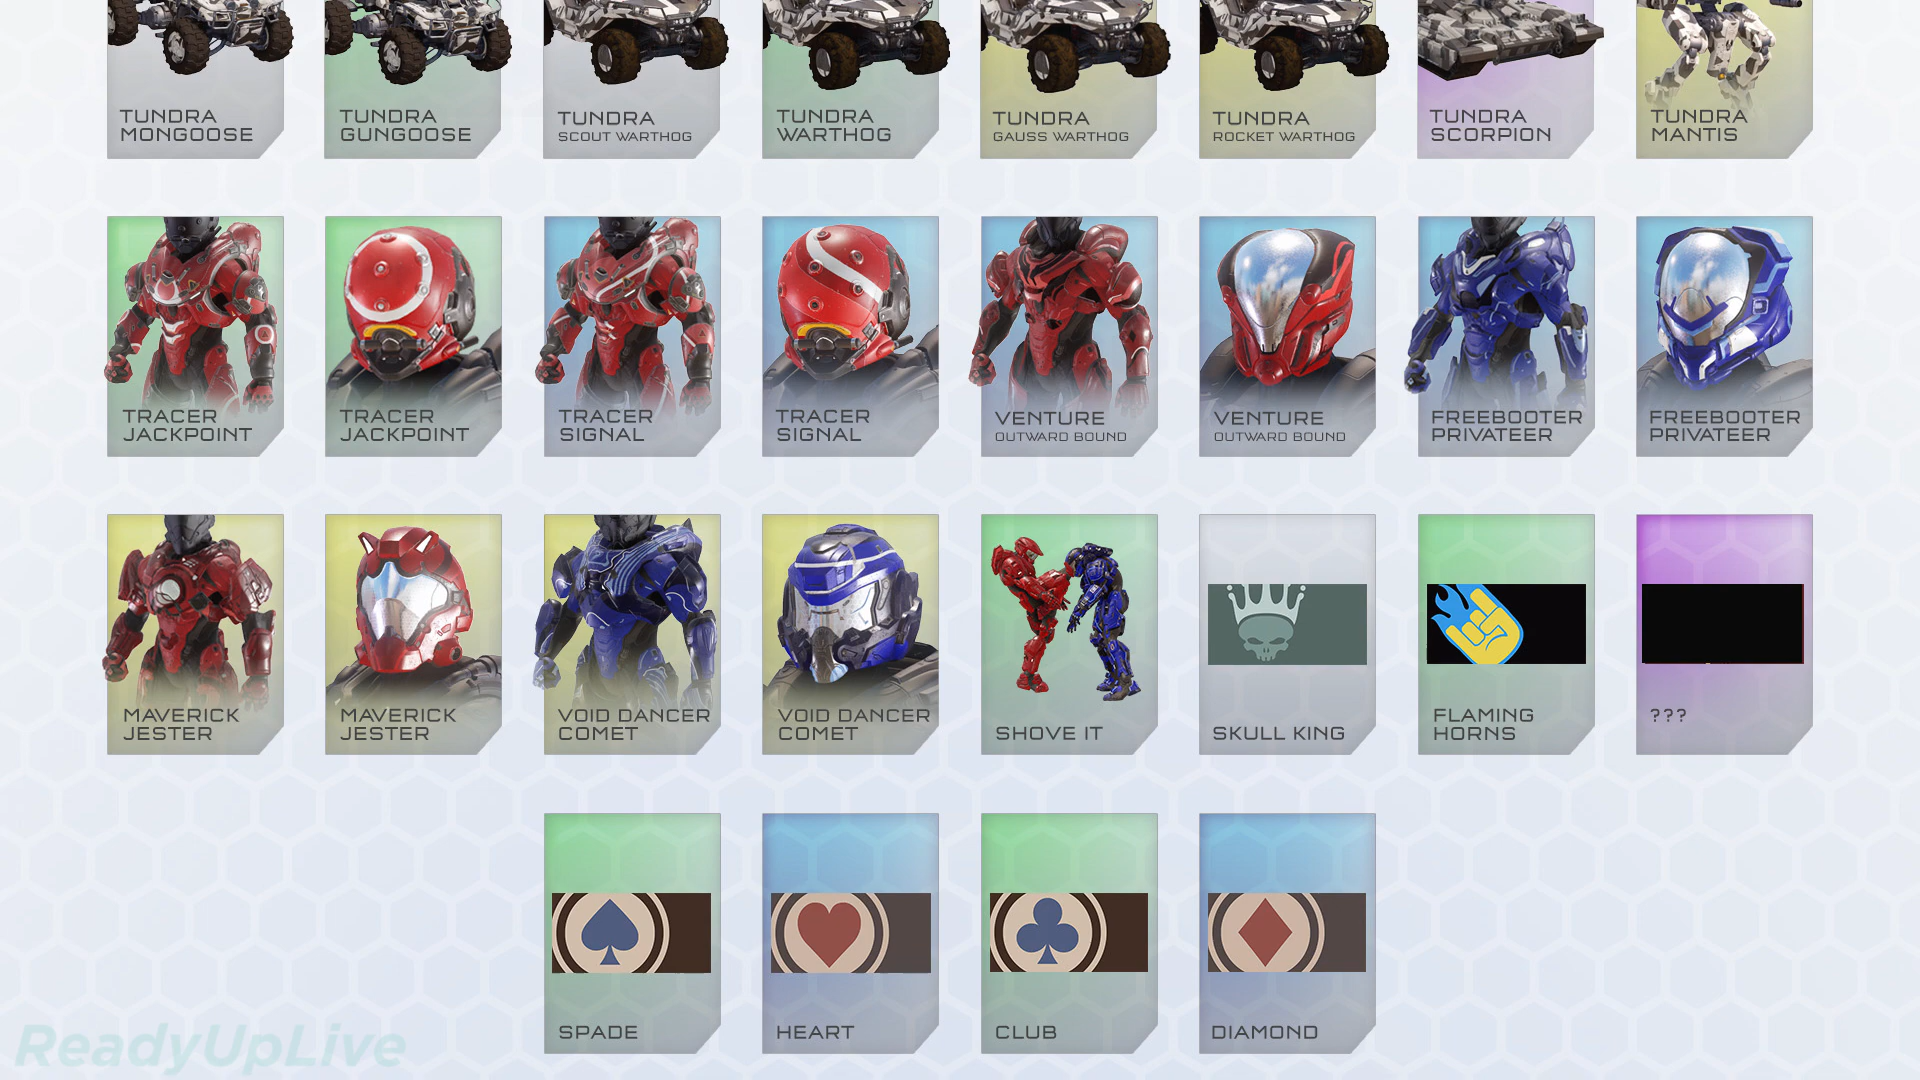 TUNDRA
MONGOOSE
TUNDRA
GUNGOOSE
TUNDRA
SCOUT WARTHOG
TUNDRA
WARTHOG
TUNDRA
GAUSS WARTHOG
TUNDRA
ROCKET WARTHOG
TUNDRA
SCORPION
TUNDRA
MANTIS
TRACER
JACKPOINT
TRACER
JACKPOINT
TRACER
SIGNAL
TRACER
SIGNAL
VENTURE
OUTWARD BOUND
VENTURE
OUTWARD BOUND
FREEBOOTER
PRIVATEER
FREEBOOTER
PRIVATEER
MAVERICK
JESTER
MAVERICK
JESTER
VOID DANCER
COMET
VOID DANCER
COMET
SHOVE IT
SKULL KING
FLAMING
HORNS
???
SPADE
HEART
CLUB
DIAMOND
ReadyUpLive